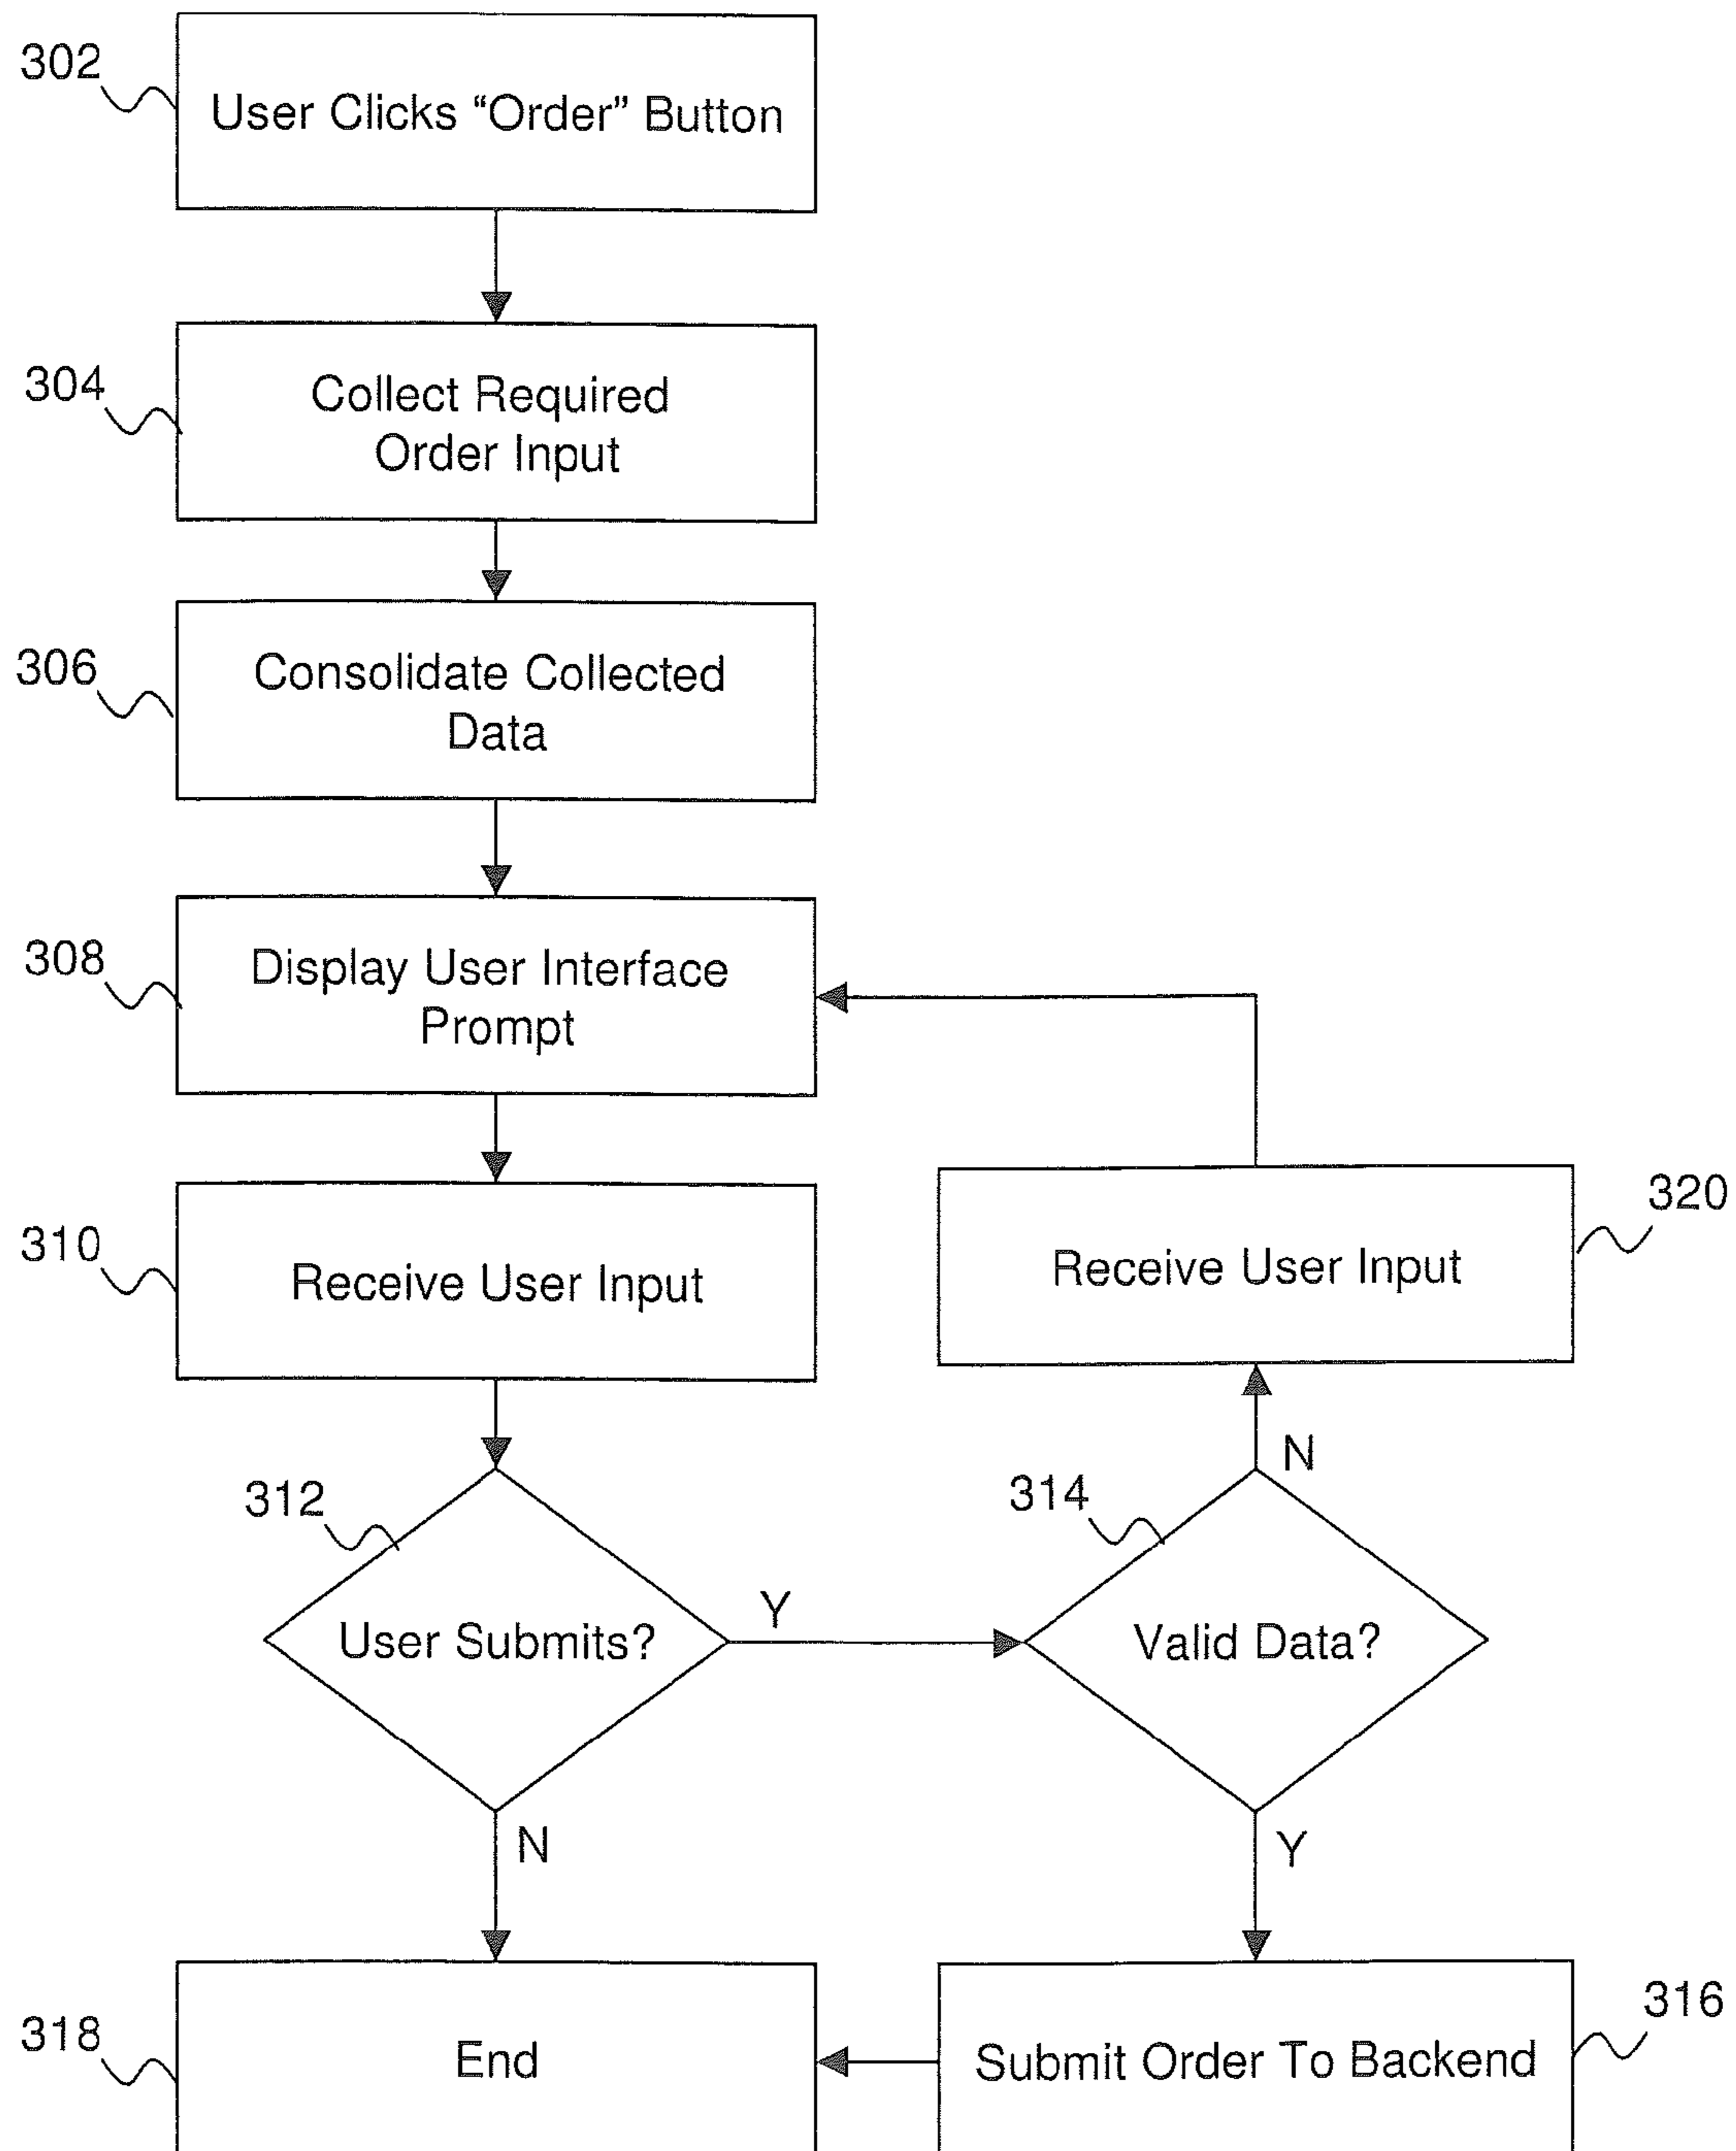 302
User Clicks “Order” Button
304
Collect Required
Order Input
306
Consolidate Collected
Data
308
Display User Interface
Prompt
310
Receive User Input
Receive User Input
320
312
User Submits?
Y
314
N
Valid Data?
N
Y
318
End
Submit Order To Backend
316